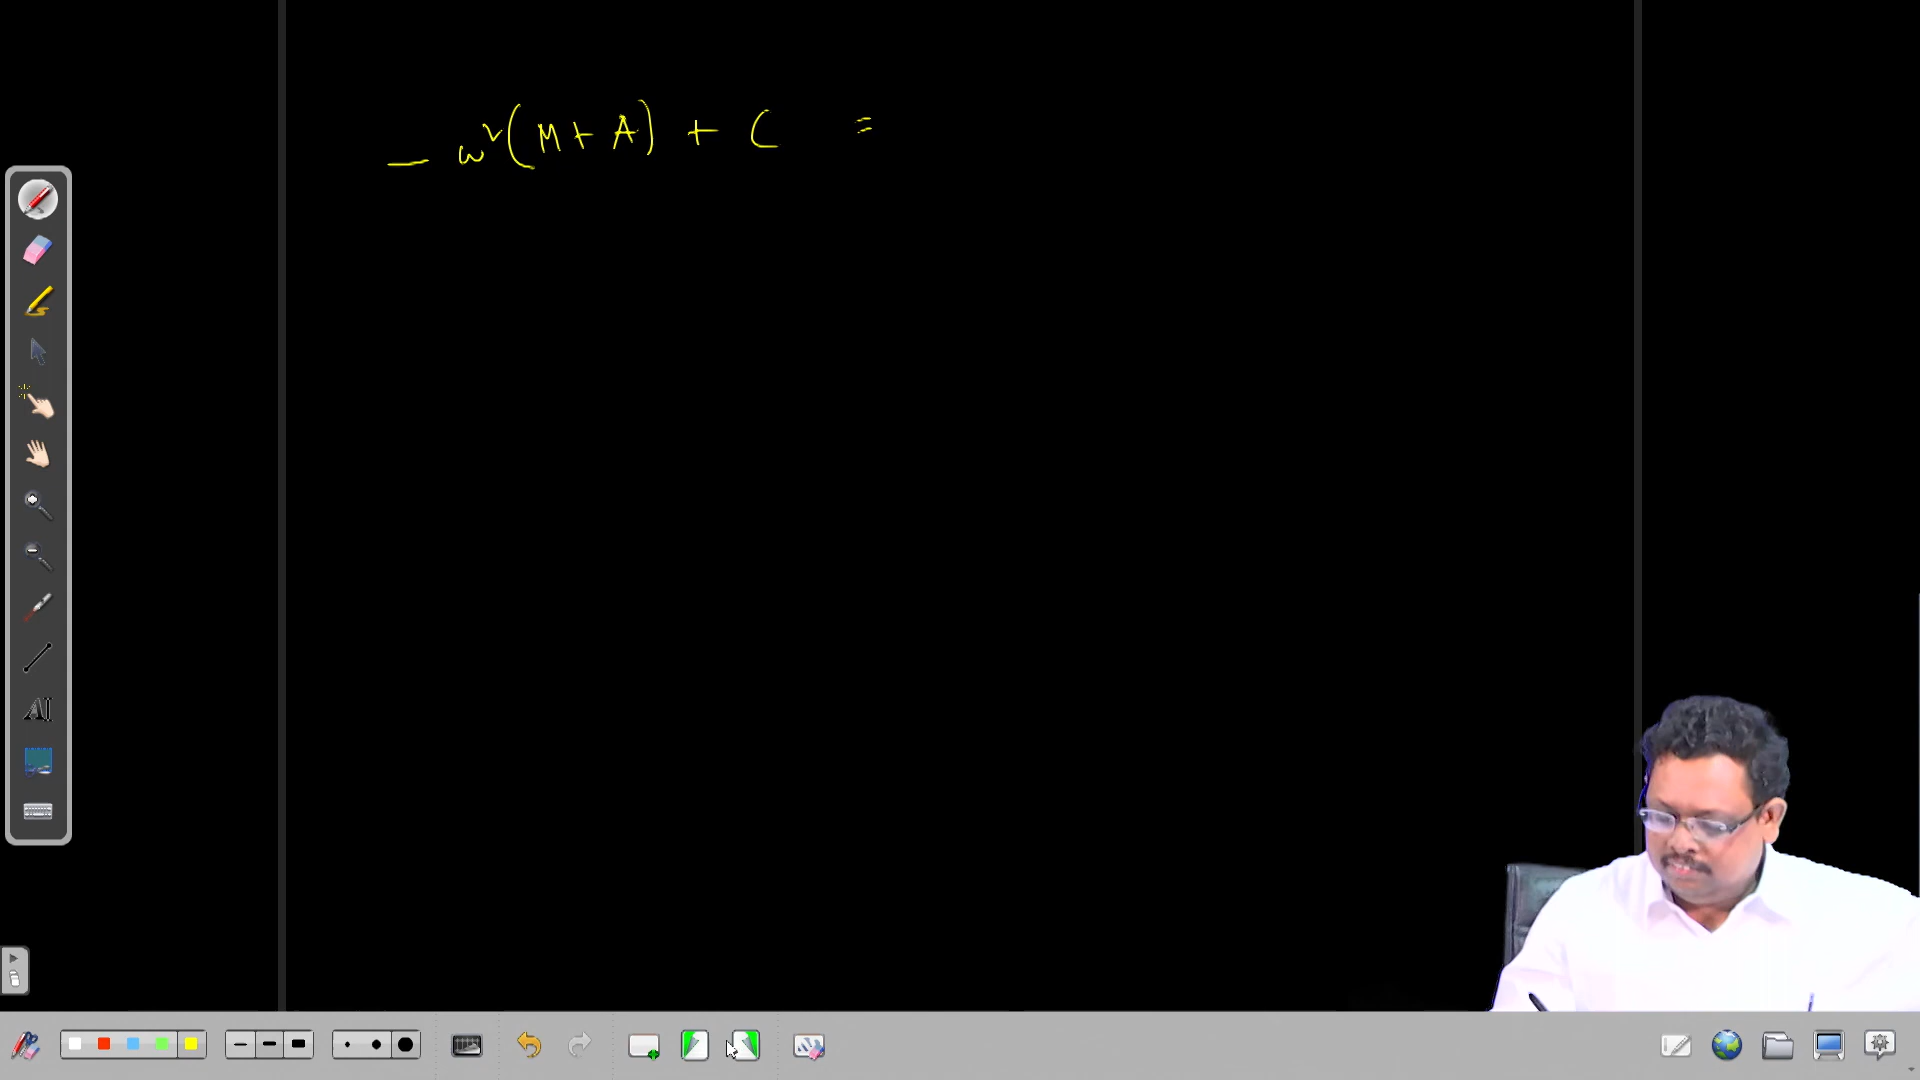 - ω²(M + A) + C =